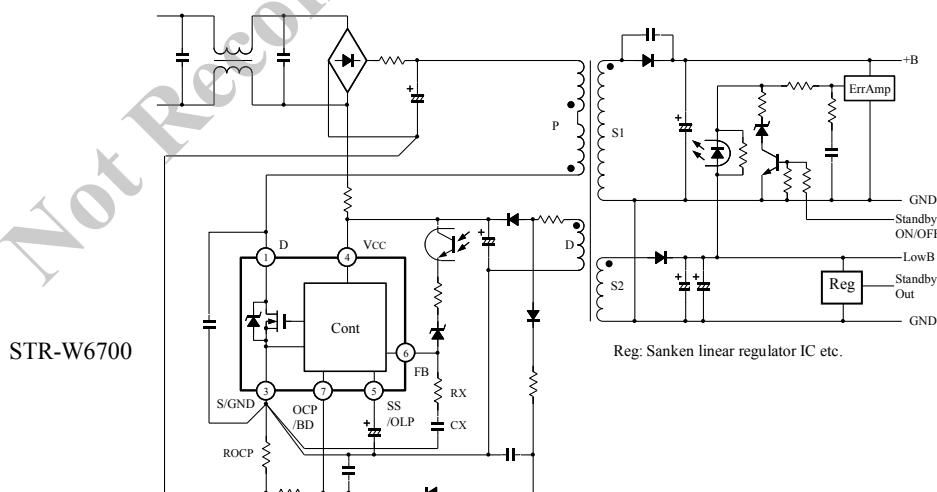 Not Recom
+B
ErrAmp
P
S1
GND
Standby
ON/OFF
D
LowB
D
VCC
1
4
S2
Reg
Standby
Out
Cont
GND
STR-W6700
6
FB
Reg: Sanken linear regulator IC etc.
3
7
5
S/GND
OCP
/BD
SS
/OLP
RX
CX
ROCP